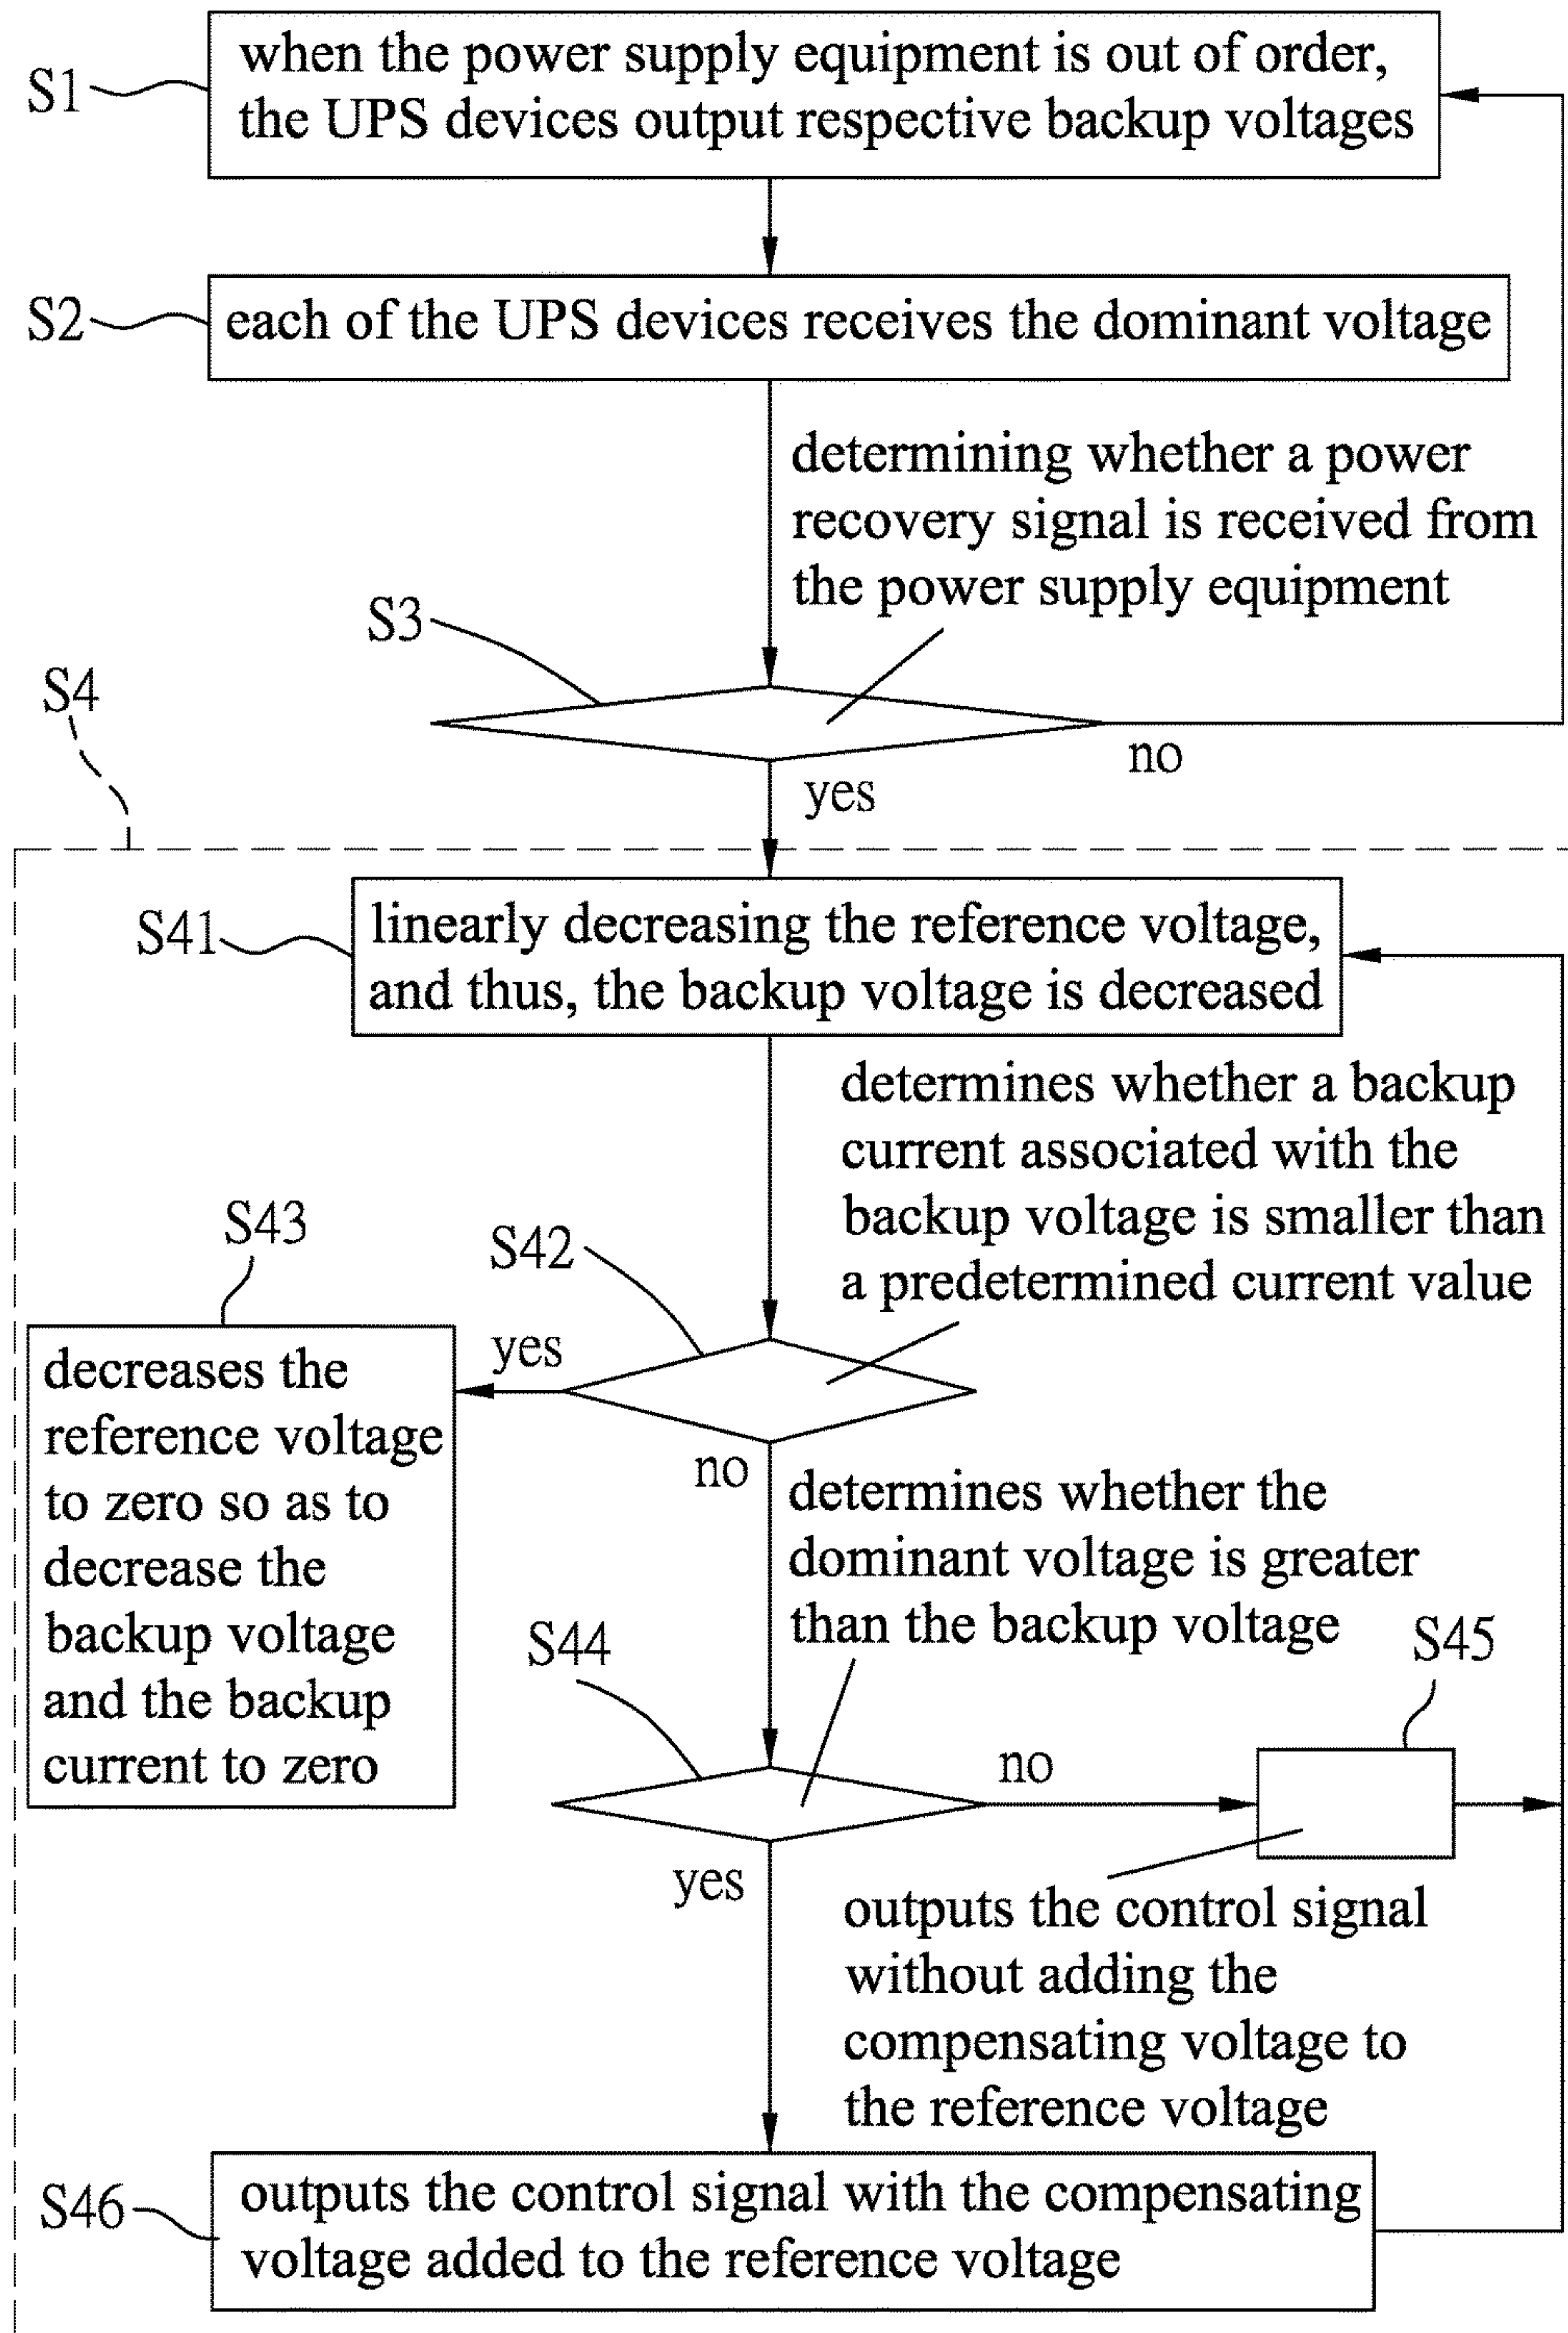 S1
when the power supply equipment is out of order,
the UPS devices output respective backup voltages
S2
each of the UPS devices receives the dominant voltage
determining whether a power
recovery signal is received from
the power supply equipment
S3
S4
no
yes
S41
linearly decreasing the reference voltage,
and thus, the backup voltage is decreased
determines whether a backup
current associated with the
backup voltage is smaller than
a predetermined current value
S43
S42
yes
decreases the
reference voltage
to zero so as to
decrease the
backup voltage
and the backup
current to zero
no
determines whether the
dominant voltage is greater
than the backup voltage
S44
S45
no
yes
outputs the control signal
without adding the
compensating voltage to
the reference voltage
S46
outputs the control signal with the compensating
voltage added to the reference voltage